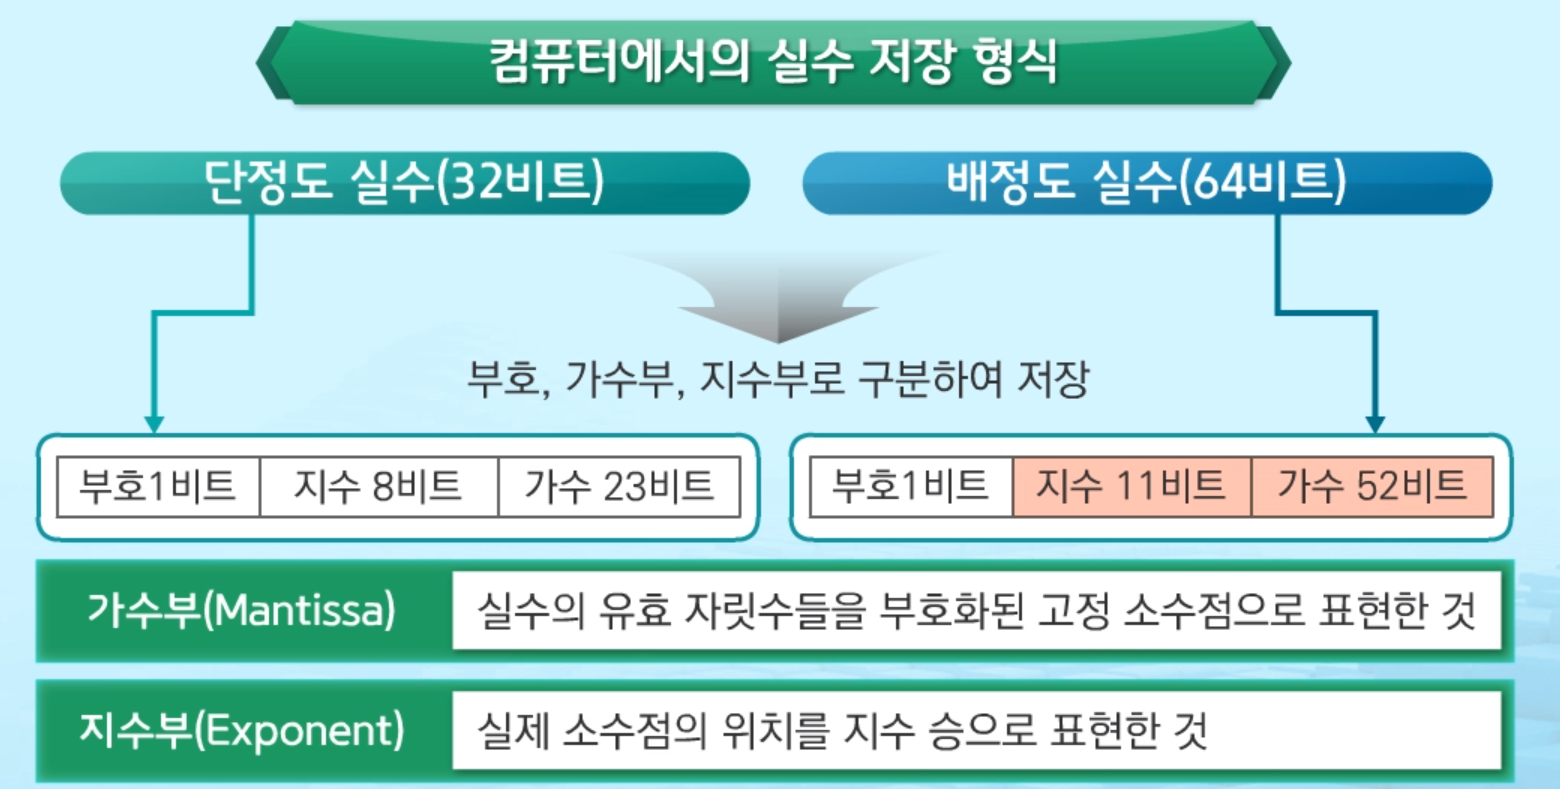 컴퓨터에서의 실수 저장 형식
단정도 실수(32비트)
배정도 실수(64비트)
부호, 가수부, 지수부로 구분하여 저장
부호1비트 지수 8비트 가수 23비트
부호1비트 지수 11비트 가수 52비트
가수부(Mantissa) 실수의 유효 자릿수들을 부호화된 고정 소수점으로 표현한 것
지수부(Exponent) 실제 소수점의 위치를 지수 승으로 표현한 것